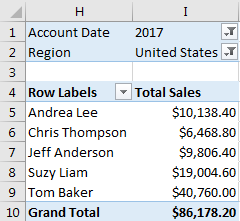 H I
1 Account Date 2017
2 Region United States
3
4 Row Labels Total Sales
5 Andrea Lee $10,138.40
6 Chris Thompson $6,468.80
7 Jeff Anderson $9,806.40
8 Suzy Liam $19,004.60
9 Tom Baker $40,760.00
10 Grand Total $86,178.20